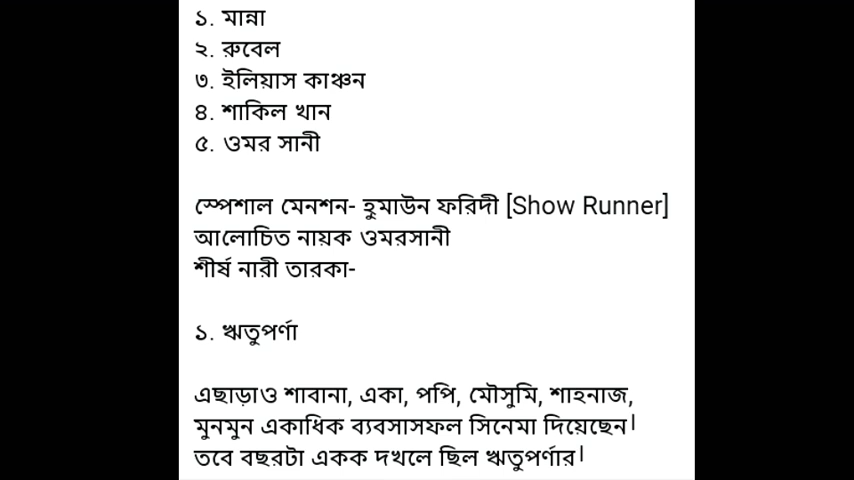 ১. মান্না
২. রুবেল
৩. ইলিয়াস কাঞ্চন
৪. শাকিল খান
৫. ওমর সানী
স্পেশাল মেনশন- হুমাউন ফরিদী [Show Runner]
আলোচিত নায়ক ওমরসানী
শীর্ষ নারী তারকা-
১. ঋতুপর্ণা
এছাড়াও শাবানা, একা, পপি, মৌসুমি, শাহনাজ,
মুনমুন একাধিক ব্যবসাসফল সিনেমা দিয়েছেন।
তবে বছরটা একক দখলে ছিল ঋতুপর্ণার।